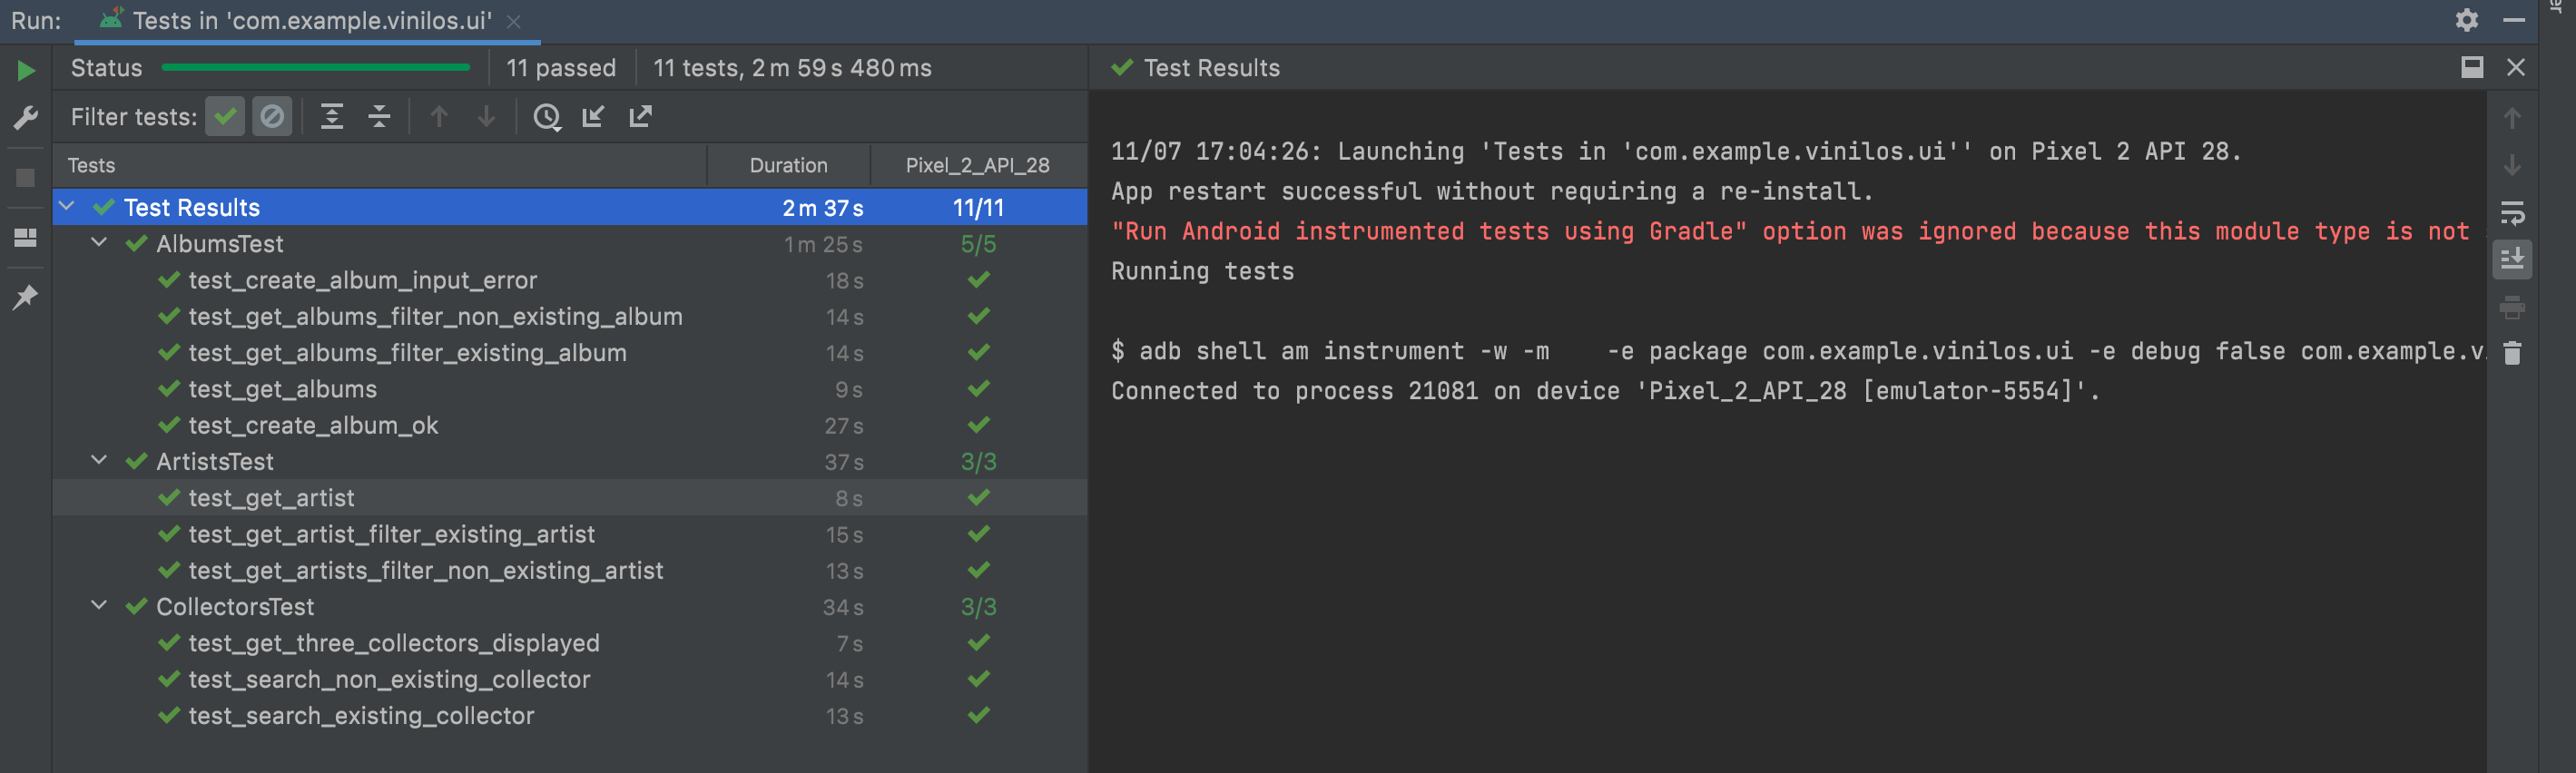 Run: Tests in 'com.example.vinilos.ui'
Status 11 passed 11 tests, 2 m 59 s 480 ms
Filter tests:
Tests Duration Pixel_2_API_28
Test Results 2 m 37 s 11/11
AlbumsTest 1 m 25 s 5/5
test_create_album_input_error 18 s
test_get_albums_filter_non_existing_album 14 s
test_get_albums_filter_existing_album 14 s
test_get_albums 9 s
test_create_album_ok 27 s
ArtistsTest 37 s 3/3
test_get_artist 8 s
test_get_artist_filter_existing_artist 15 s
test_get_artists_filter_non_existing_artist 13 s
CollectorsTest 34 s 3/3
test_get_three_collectors_displayed 7 s
test_search_non_existing_collector 14 s
test_search_existing_collector 13 s
Test Results
11/07 17:04:26: Launching 'Tests in 'com.example.vinilos.ui'' on Pixel 2 API 28.
App restart successful without requiring a re-install.
"Run Android instrumented tests using Gradle" option was ignored because this module type is not
Running tests
$ adb shell am instrument -w -m    -e package com.example.vinilos.ui -e debug false com.example.v
Connected to process 21081 on device 'Pixel_2_API_28 [emulator-5554]'.